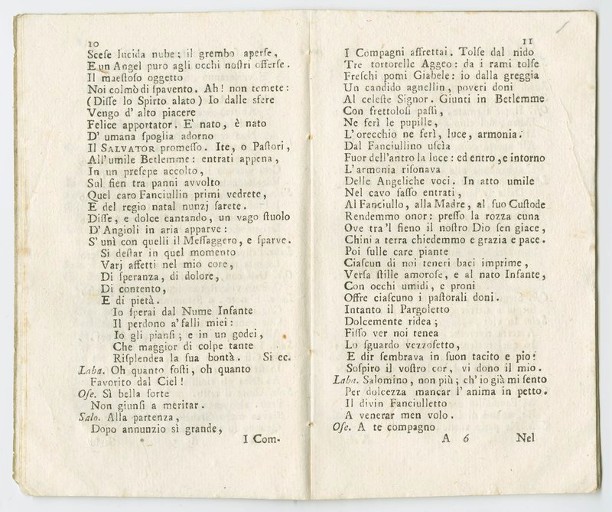 10
Scese lucida nube: il grembo aperse,
E un Angel puro agli occhi nostri offerse.
Il maestoso oggetto
Noi colmò di spavento. Ah! non temete:
(Disse lo Spirto alato) Io dalle sfere
Vengo d'alto piacere
Felice apportator. E' nato, è nato
D' umana spoglia adorno
Il SALVATOR promesso. Ite, o Pastori,
All'umile Betlemme: entrati appena,
In un presepe accolto,
Sul fien tra panni avvolto
Quel caro Fanciullin primi vedrete,
E del regio natal nunzj sarete.
Disse, e dolce cantando, un vago stuolo
D'Angioli in aria apparve:
S' unì con quelli il Messaggero, e sparve.
Si destar in quel momento
Varj affetti nel mio core,
Di speranza, di dolore,
Di contento,
E di pietà.
Io sperai dal Nume Infante
Il perdono a' falli miei:
Io gli piansi; e in un godei,
Che maggior di colpe tante
Risplendea la sua bontà. Si ec.
Laba. Oh quanto fosti, oh quanto
Favorito dal Ciel!
Ose. Sì bella sorte
Non giunsi a meritar.
Salo. Alla partenza,
Dopo annunzio sì grande,
I Com-
11
I Compagni affrettai. Tolse dal nido
Tre tortorelle Aggeo: da i rami tolse
Freschi pomi Giabele: io dalla greggia
Un candido agnellin, poveri doni
Al celeste Signor. Giunti in Betlemme
Con frettolosi passi,
Ne ferì le pupille,
L'orecchio ne ferì, luce, armonia.
Dal Fanciullino uscìa
Fuor dell'antro la luce: ed entro, e intorno
L'armonia risonava
Delle Angeliche voci. In atto umile
Nel cavo sasso entrati,
Al Fanciullo, alla Madre, al suo Custode
Rendemmo onor: presso la rozza cuna
Ove tra'l fieno il nostro Dio sen giace,
Chini a terra chiedemmo e grazia e pace.
Poi sulle care piante
Ciascun di noi teneri baci imprime,
Versa stille amorose, e al nato Infante,
Con occhi umidi, e proni
Offre ciascuno i pastorali doni.
Intanto il Pargoletto
Dolcemente ridea;
Fisso ver noi tenea
Lo sguardo vezzosetto,
E dir sembrava in suon tacito e pio:
Sospiro il vostro cor, vi dono il mio.
Laba. Salomino, non più; ch'io già mi sento
Per dolcezza mancar l'anima in petto.
Il divin Fanciulletto
A venerar men volo.
Ose. A te compagno
A 6 Nel